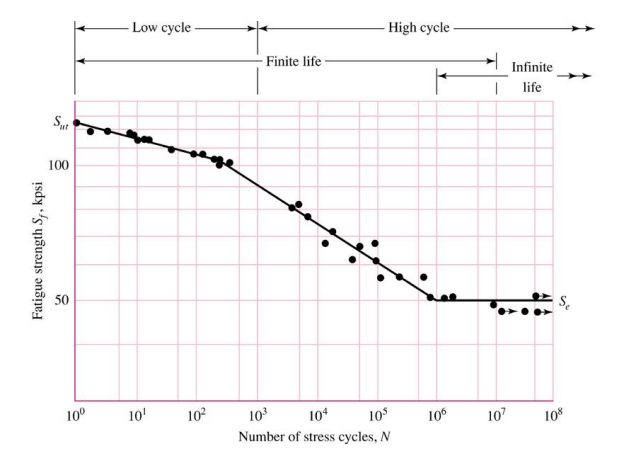 Low cycle
High cycle
Finite life
Infinite
life
S_ut
100
50
S_e
Fatigue strength S_f, kpsi
10^0 10^1 10^2 10^3 10^4 10^5 10^6 10^7 10^8
Number of stress cycles, N